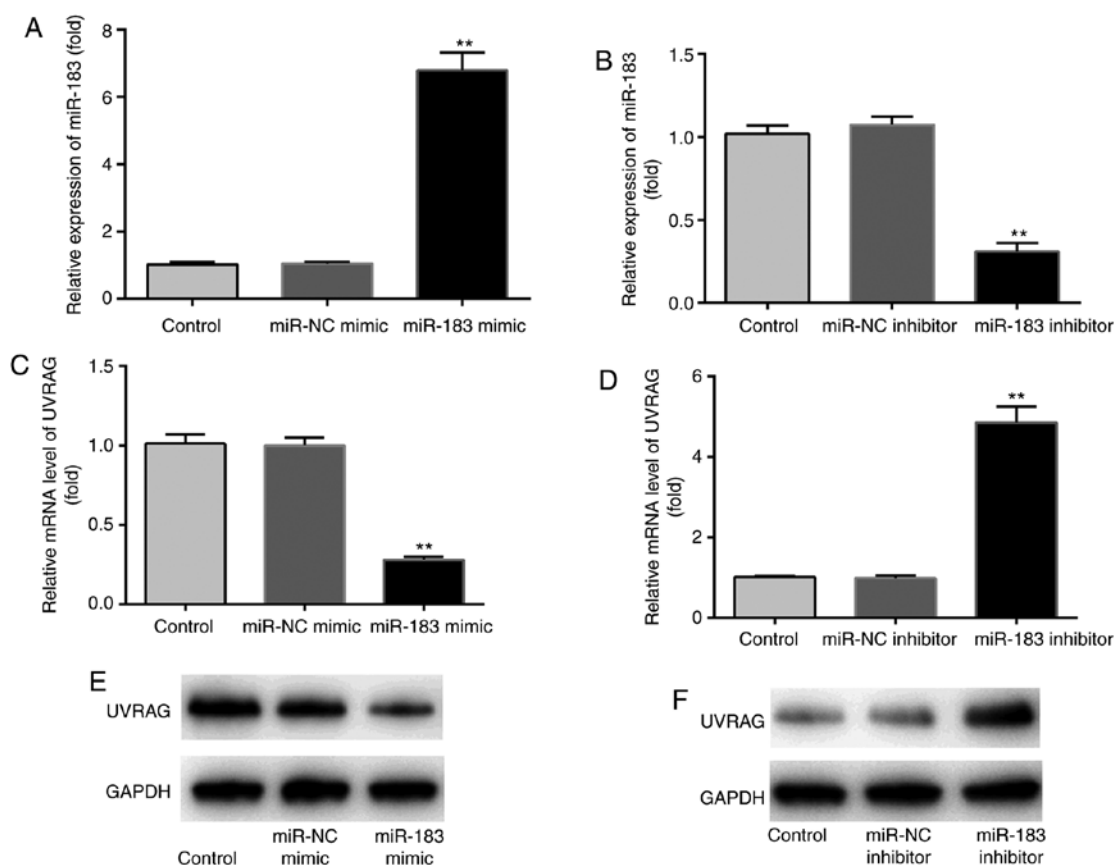 A
Relative expression of miR-183 (fold)
8
6
4
2
0
**
Control
miR-NC mimic
miR-183 mimic
B
Relative expression of miR-183
(fold)
1.5
1.0
0.5
0.0
**
Control
miR-NC inhibitor
miR-183 inhibitor
C
Relative mRNA level of UVRAG
(fold)
1.5
1.0
0.5
0.0
**
Control
miR-NC mimic
miR-183 mimic
D
Relative mRNA level of UVRAG
(fold)
6
4
2
0
**
Control
miR-NC inhibitor
miR-183 inhibitor
E
UVRAG
GAPDH
Control
miR-NC
mimic
miR-183
mimic
F
UVRAG
GAPDH
Control
miR-NC
inhibitor
miR-183
inhibitor